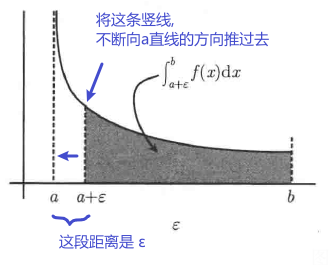 将这条竖线,
不断向a直线的方向推过去
∫_{a+ε}^{b} f(x)dx
a a+ε b
ε
这段距离是 ε